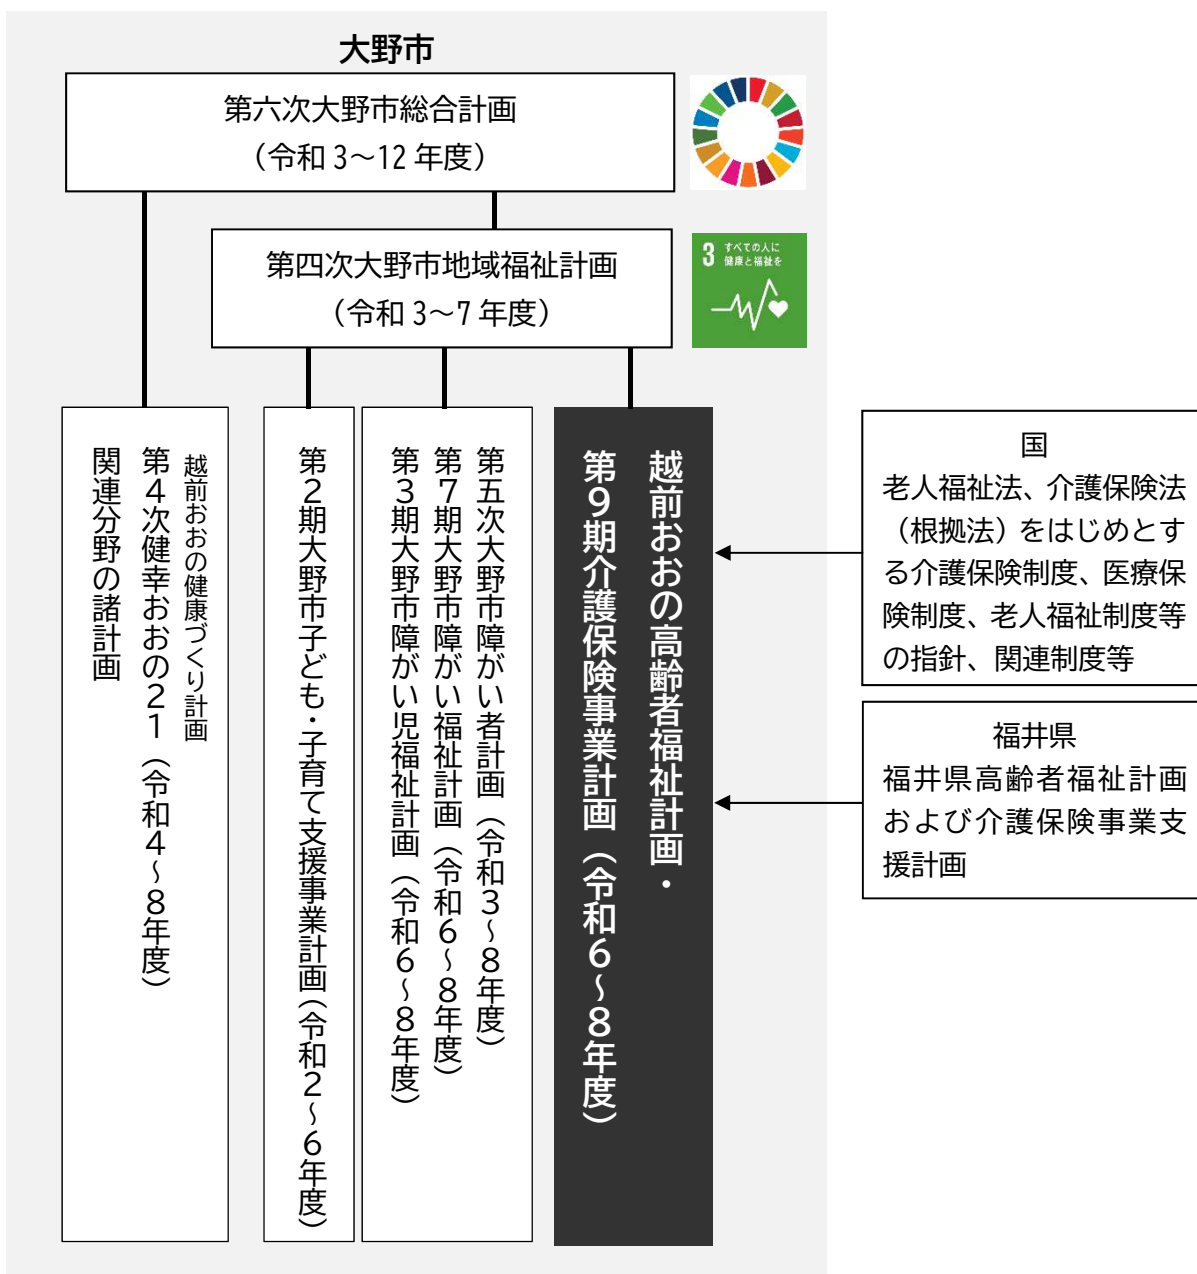 大野市
第六次大野市総合計画
（令和 3～12 年度）
3 すべての人に
健康と福祉を
第四次大野市地域福祉計画
（令和 3～7 年度）
越前おおの健康づくり計画
第４次健幸おおの２１（令和４～８年度）
関連分野の諸計画
第２期大野市子ども・子育て支援事業計画（令和２～６年度）
第五次大野市障がい者計画（令和３～８年度）
第７期大野市障がい福祉計画（令和６～８年度）
第３期大野市障がい児福祉計画（令和６～８年度）
越前おおの高齢者福祉計画・
第９期介護保険事業計画（令和６～８年度）
国
老人福祉法、介護保険法
（根拠法）をはじめとす
る介護保険制度、医療保
険制度、老人福祉制度等
の指針、関連制度等
福井県
福井県高齢者福祉計画
および介護保険事業支
援計画